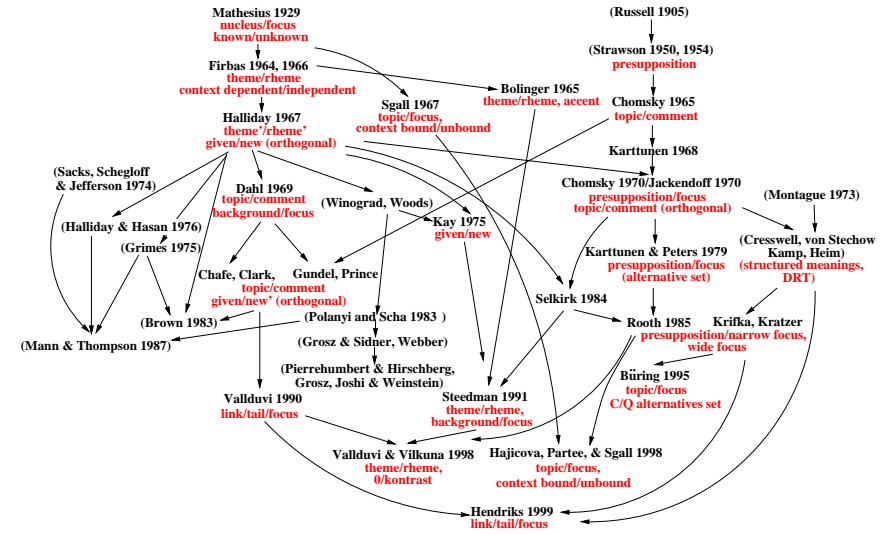 Mathesius 1929
nucleus/focus
known/unknown
(Russell 1905)
(Strawson 1950, 1954)
presupposition
Firbas 1964, 1966
theme/rheme
context dependent/independent
Bolinger 1965
theme/rheme, accent
Sgall 1967
topic/focus,
context bound/unbound
Chomsky 1965
topic/comment
Halliday 1967
theme'/rheme'
given/new (orthogonal)
Karttunen 1968
(Sacks, Schegloff
& Jefferson 1974)
Dahl 1969
topic/comment
background/focus
(Winograd, Woods)
Chomsky 1970/Jackendoff 1970
presupposition/focus
topic/comment (orthogonal)
(Montague 1973)
(Halliday & Hasan 1976)
(Grimes 1975)
Kay 1975
given/new
Karttunen & Peters 1979
presupposition/focus
(alternative set)
(Cresswell, von Stechow
Kamp, Heim)
(structured meanings,
DRT)
Chafe, Clark,
Gundel, Prince
topic/comment
given/new' (orthogonal)
Selkirk 1984
(Brown 1983)
(Polanyi and Scha 1983 )
Rooth 1985
Krifka, Kratzer
presupposition/narrow focus,
wide focus
(Mann & Thompson 1987)
(Grosz & Sidner, Webber)
(Pierrehumbert & Hirschberg,
Grosz, Joshi & Weinstein)
Büring 1995
topic/focus
C/Q alternatives set
Vallduvi 1990
link/tail/focus
Steedman 1991
theme/rheme,
background/focus
Vallduvi & Vilkuna 1998
theme/rheme,
0/kontrast
Hajicova, Partee, & Sgall 1998
topic/focus,
context bound/unbound
Hendriks 1999
link/tail/focus